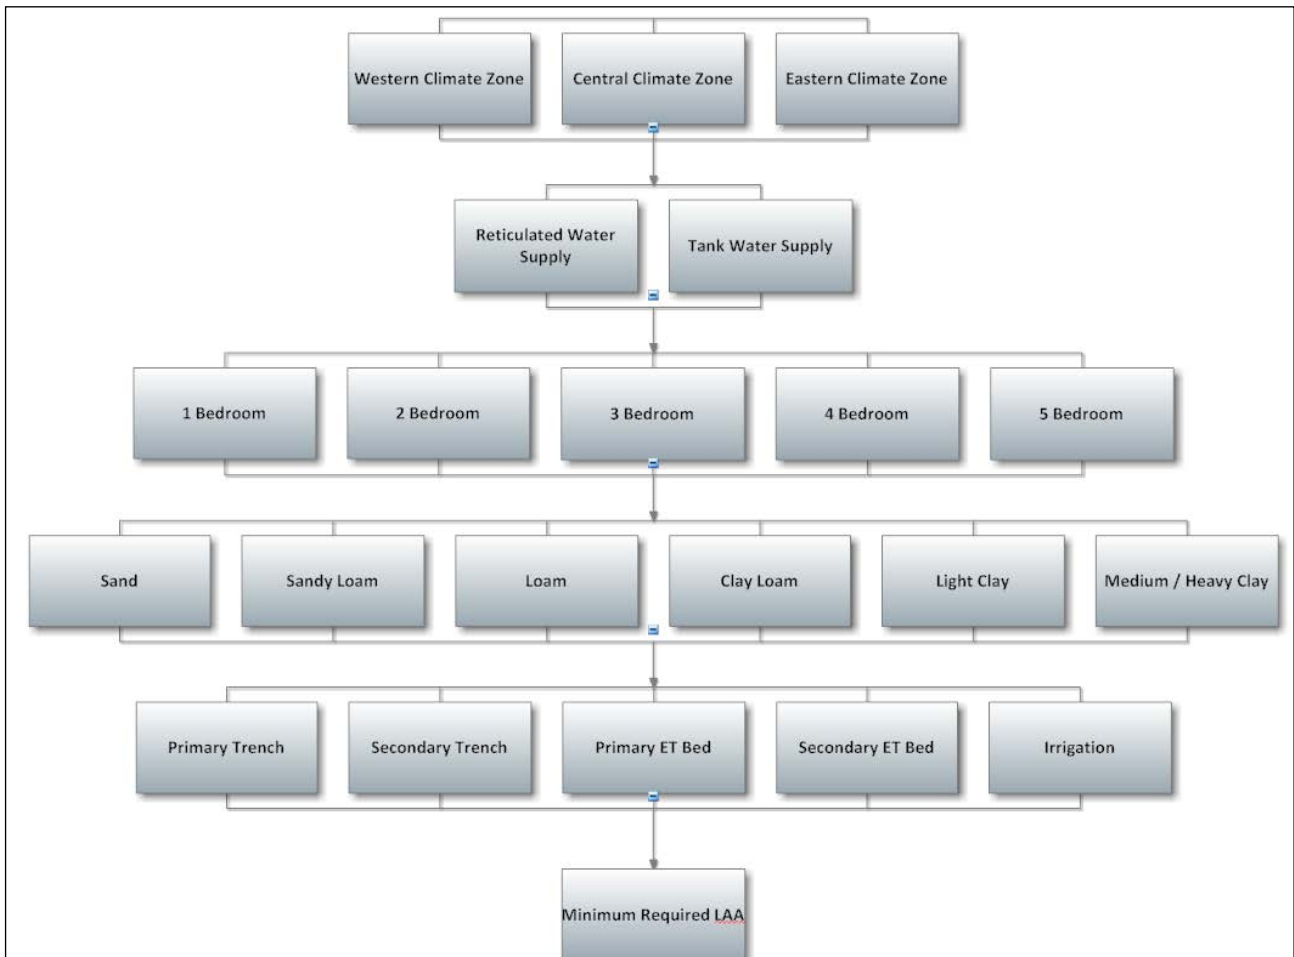 Western Climate Zone
Central Climate Zone
Eastern Climate Zone
Reticulated Water
Supply
Tank Water Supply
1 Bedroom
2 Bedroom
3 Bedroom
4 Bedroom
5 Bedroom
Sand
Sandy Loam
Loam
Clay Loam
Light Clay
Medium / Heavy Clay
Primary Trench
Secondary Trench
Primary ET Bed
Secondary ET Bed
Irrigation
Minimum Required LAA